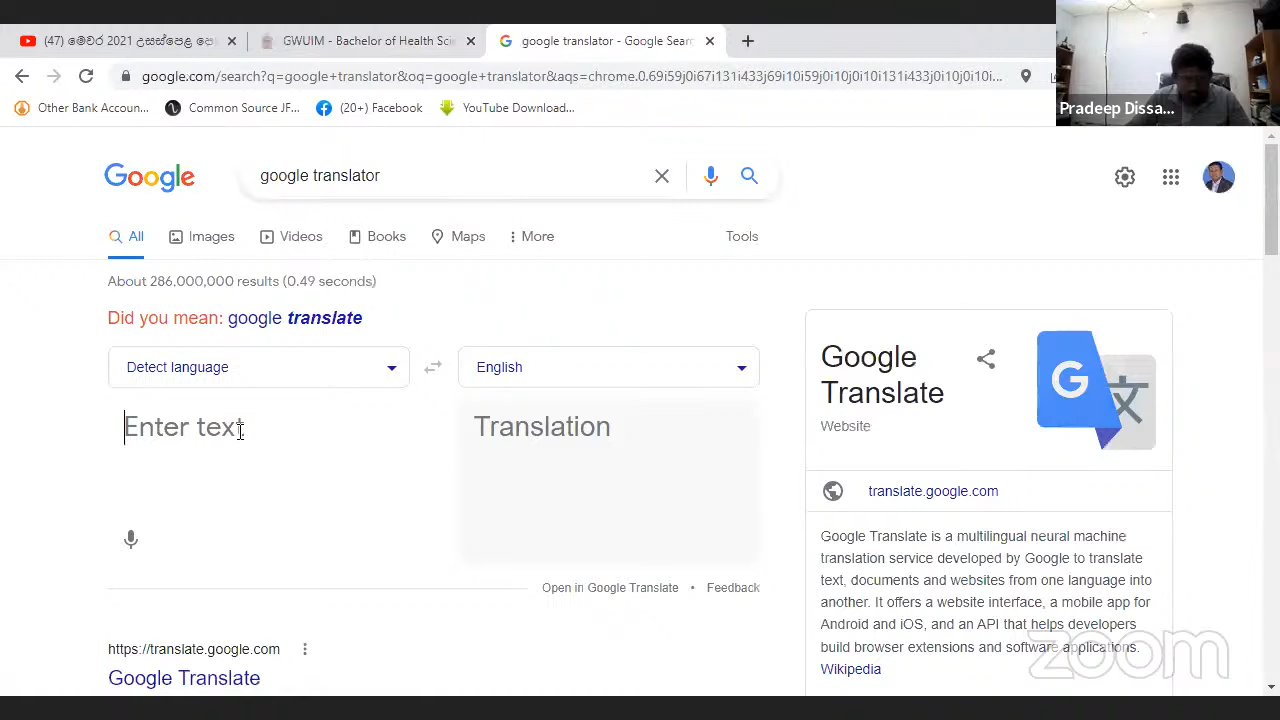 (47) මෙවර 2021 උසස්පෙළ පෙ
GWUIM - Bachelor of Health Sci
google translator - Google Sear
google.com/search?q=google+translator&oq=google+translator&aqs=chrome.0.69i59j0i67i131i433j69i10i59j0i10j0i10i131i433j0i10j0i10j0i10i...
Other Bank Accoun...
Common Source JF...
(20+) Facebook
YouTube Download...
Pradeep Dissa...
Google
google translator
All
Images
Videos
Books
Maps
More
Tools
About 286,000,000 results (0.49 seconds)
Did you mean: google translate
Detect language
English
Enter text
Translation
Open in Google Translate • Feedback
https://translate.google.com
Google Translate
Google
Translate
Website
G
文
translate.google.com
Google Translate is a multilingual neural machine
translation service developed by Google to translate
text, documents and websites from one language into
another. It offers a website interface, a mobile app for
Android and iOS, and an API that helps developers
build browser extensions and software applications.
Wikipedia
zoom